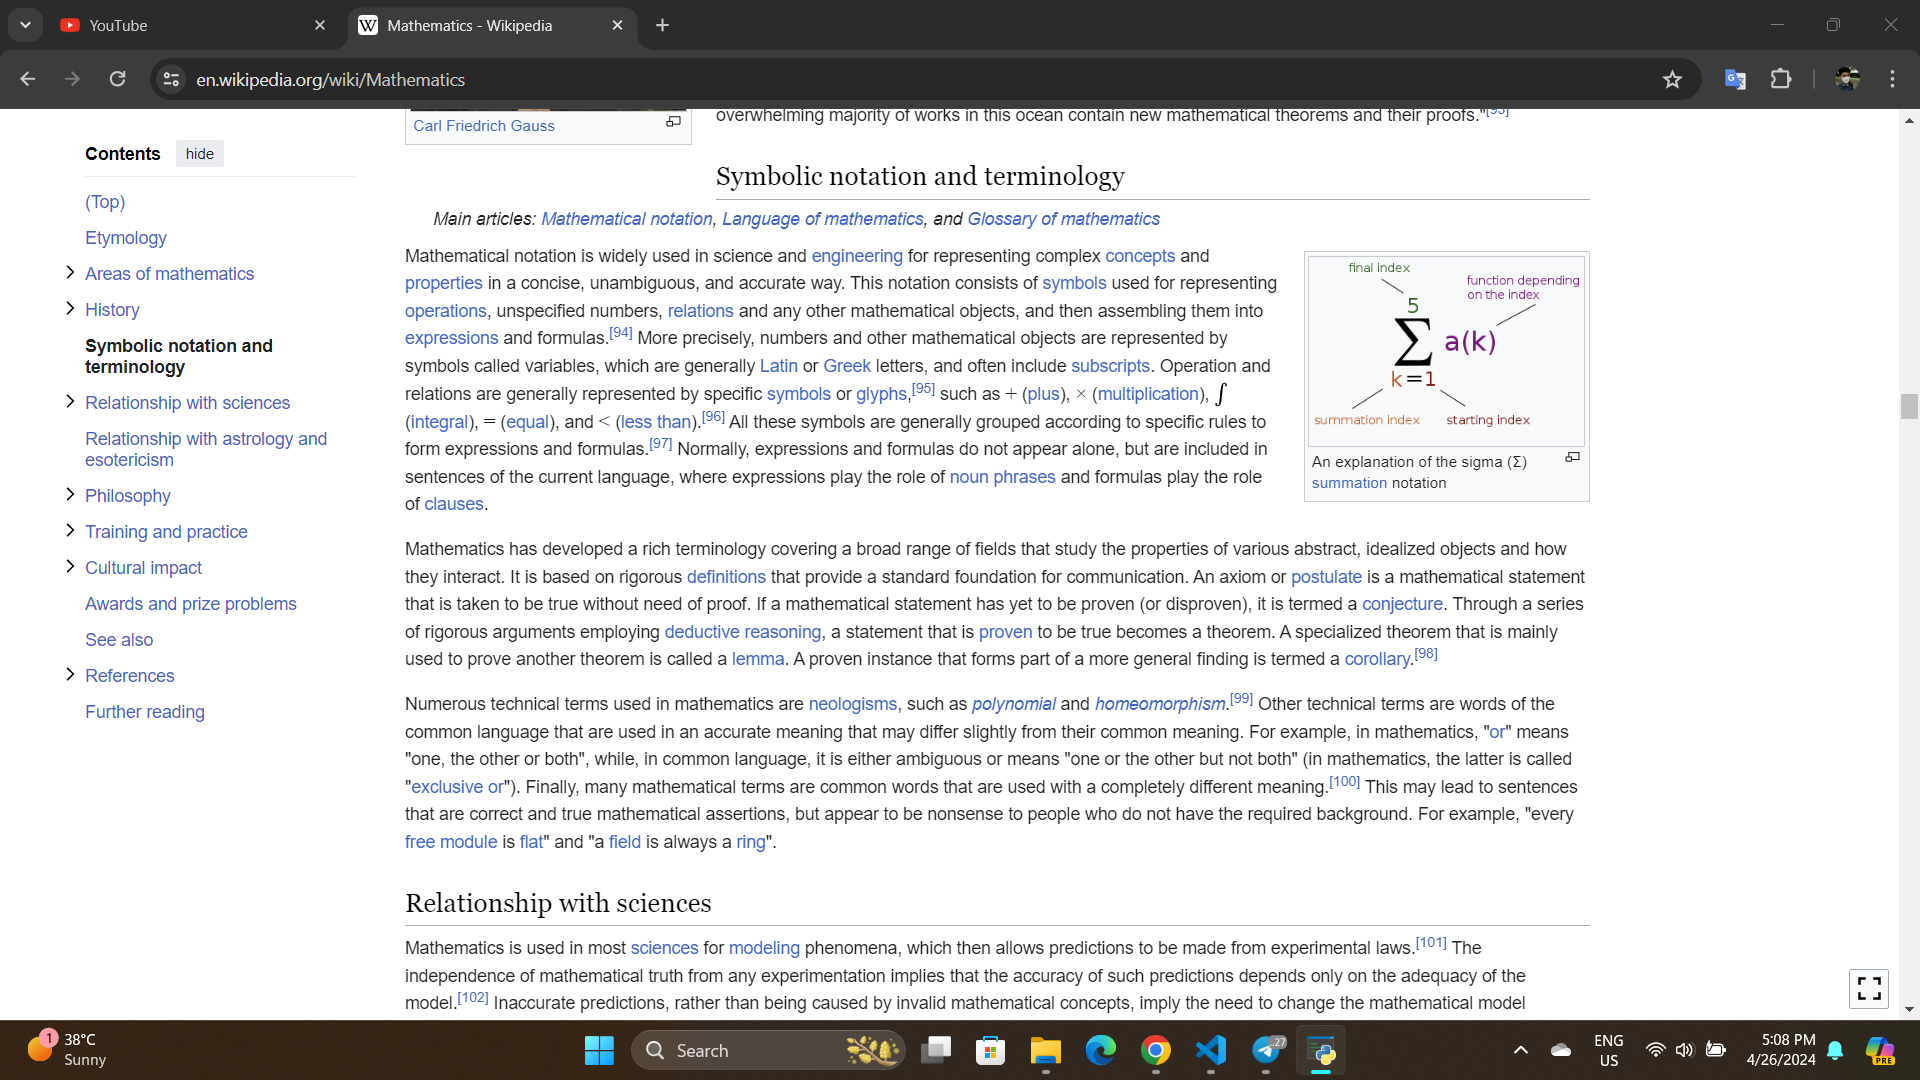 YouTube
Mathematics - Wikipedia
en.wikipedia.org/wiki/Mathematics
Carl Friedrich Gauss
overwhelming majority of works in this ocean contain new mathematical theorems and their proofs."[93]
Contents hide
(Top)
Etymology
Areas of mathematics
History
Symbolic notation and
terminology
Relationship with sciences
Relationship with astrology and
esotericism
Philosophy
Training and practice
Cultural impact
Awards and prize problems
See also
References
Further reading
Symbolic notation and terminology
Main articles: Mathematical notation, Language of mathematics, and Glossary of mathematics
Mathematical notation is widely used in science and engineering for representing complex concepts and
properties in a concise, unambiguous, and accurate way. This notation consists of symbols used for representing
operations, unspecified numbers, relations and any other mathematical objects, and then assembling them into
expressions and formulas.[94] More precisely, numbers and other mathematical objects are represented by
symbols called variables, which are generally Latin or Greek letters, and often include subscripts. Operation and
relations are generally represented by specific symbols or glyphs,[95] such as + (plus), × (multiplication), ∫
(integral), = (equal), and < (less than).[96] All these symbols are generally grouped according to specific rules to
form expressions and formulas.[97] Normally, expressions and formulas do not appear alone, but are included in
sentences of the current language, where expressions play the role of noun phrases and formulas play the role
of clauses.
final index
function depending
on the index
5
∑ a(k)
k=1
summation index starting index
An explanation of the sigma (Σ)
summation notation
Mathematics has developed a rich terminology covering a broad range of fields that study the properties of various abstract, idealized objects and how
they interact. It is based on rigorous definitions that provide a standard foundation for communication. An axiom or postulate is a mathematical statement
that is taken to be true without need of proof. If a mathematical statement has yet to be proven (or disproven), it is termed a conjecture. Through a series
of rigorous arguments employing deductive reasoning, a statement that is proven to be true becomes a theorem. A specialized theorem that is mainly
used to prove another theorem is called a lemma. A proven instance that forms part of a more general finding is termed a corollary.[98]
Numerous technical terms used in mathematics are neologisms, such as polynomial and homeomorphism.[99] Other technical terms are words of the
common language that are used in an accurate meaning that may differ slightly from their common meaning. For example, in mathematics, "or" means
"one, the other or both", while, in common language, it is either ambiguous or means "one or the other but not both" (in mathematics, the latter is called
"exclusive or"). Finally, many mathematical terms are common words that are used with a completely different meaning.[100] This may lead to sentences
that are correct and true mathematical assertions, but appear to be nonsense to people who do not have the required background. For example, "every
free module is flat" and "a field is always a ring".
Relationship with sciences
Mathematics is used in most sciences for modeling phenomena, which then allows predictions to be made from experimental laws.[101] The
independence of mathematical truth from any experimentation implies that the accuracy of such predictions depends only on the adequacy of the
model.[102] Inaccurate predictions, rather than being caused by invalid mathematical concepts, imply the need to change the mathematical model
1
38°C
Sunny
Search
27
ENG
US
5:08 PM
4/26/2024
PRE